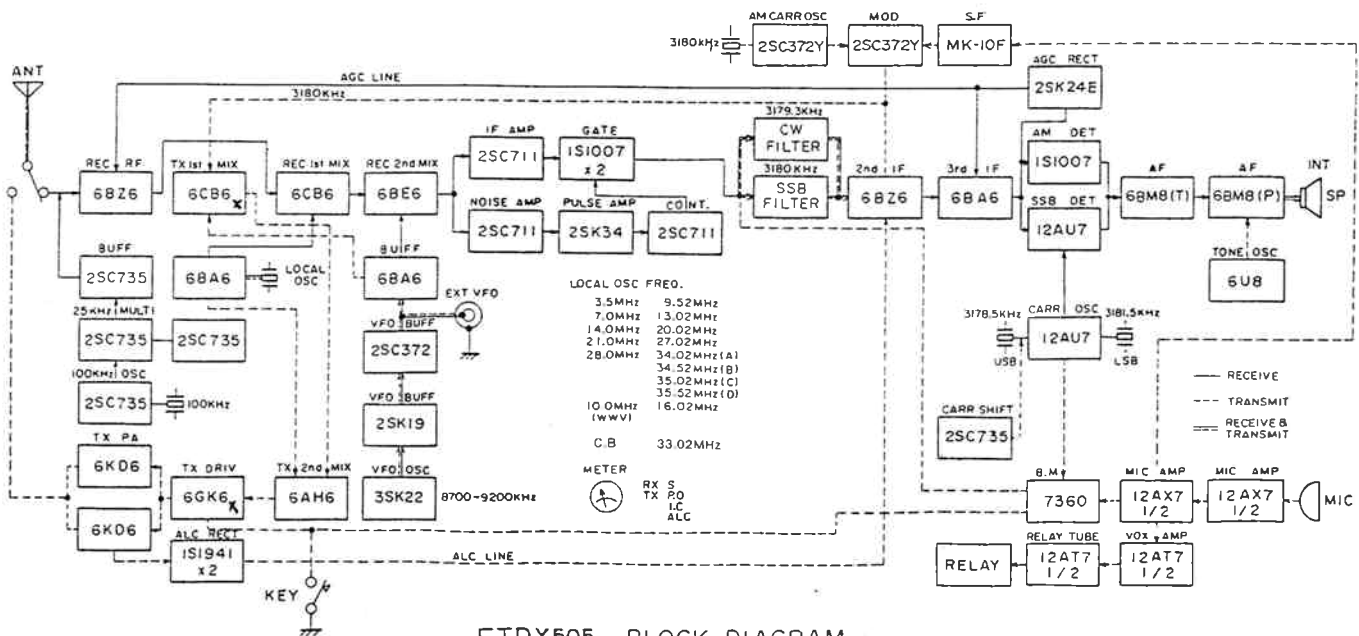 AM CARR OSC
MOD
S.F
3180KHz
2SC372Y
2SC372Y
MK-10F
ANT
AGC LINE
AGC RECT
2SK24E
3180KHz
3179.3KHz
CW
FILTER
3180KHz
SSB
FILTER
IF AMP
2SC711
GATE
1S1007
x 2
AM DET
1S1007
REC RF
6BZ6
TX 1st MIX
6CB6
REC 1st MIX
6CB6
REC 2nd MIX
6BE6
2nd IF
6BZ6
3rd IF
6BA6
AF
6BM8(T)
AF
6BM8(P)
INT
SP
NOISE AMP
2SC711
PULSE AMP
2SK34
CONT.
2SC711
SSB DET
12AU7
BUFF
2SC735
6BA6
LOCAL
OSC
BUFF
6BA6
EXT VFO
TONE OSC
6U8
25KHz MULTI
2SC735
2SC735
VFO BUFF
2SC372
3178.5KHz
CARR OSC
3181.5KHz
12AU7
USB
LSB
100KHz OSC
2SC735
100KHz
VFO BUFF
2SK19
CARR SHIFT
2SC735
LOCAL OSC FREQ.
3.5MHz 9.52MHz
7.0MHz 13.02MHz
14.0MHz 20.02MHz
21.0MHz 27.02MHz
28.0MHz 34.02MHz(A)
34.52MHz(B)
35.02MHz(C)
35.52MHz(D)
10.0MHz 16.02MHz
(WWV)
C.B 33.02MHz
RECEIVE
TRANSMIT
RECEIVE &
TRANSMIT
TX PA
6KD6
6KD6
TX DRIV
6GK6
TX 2nd MIX
6AH6
VFO OSC
3SK22
8700-9200KHz
METER
RX S
TX P.O
I.C
ALC
B.M
7360
MIC AMP
12AX7
1/2
MIC AMP
12AX7
1/2
MIC
ALC RECT
1S1941
x 2
ALC LINE
RELAY
RELAY TUBE
12AT7
1/2
VOX AMP
12AT7
1/2
KEY
FTDX505 BLOCK DIAGRAM